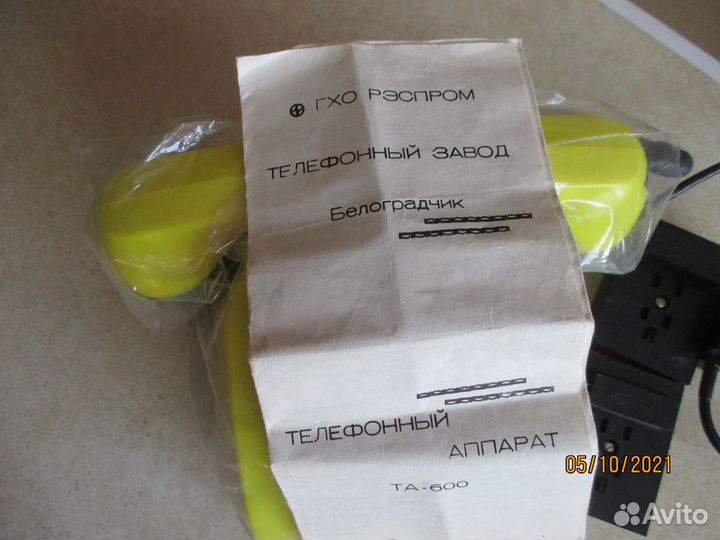 ГХО РЭСПРОМ
ТЕЛЕФОННЫЙ ЗАВОД
Белоградчик
ТЕЛЕФОННЫЙ
АППАРАТ
ТА-600
05/10/2021
Avito